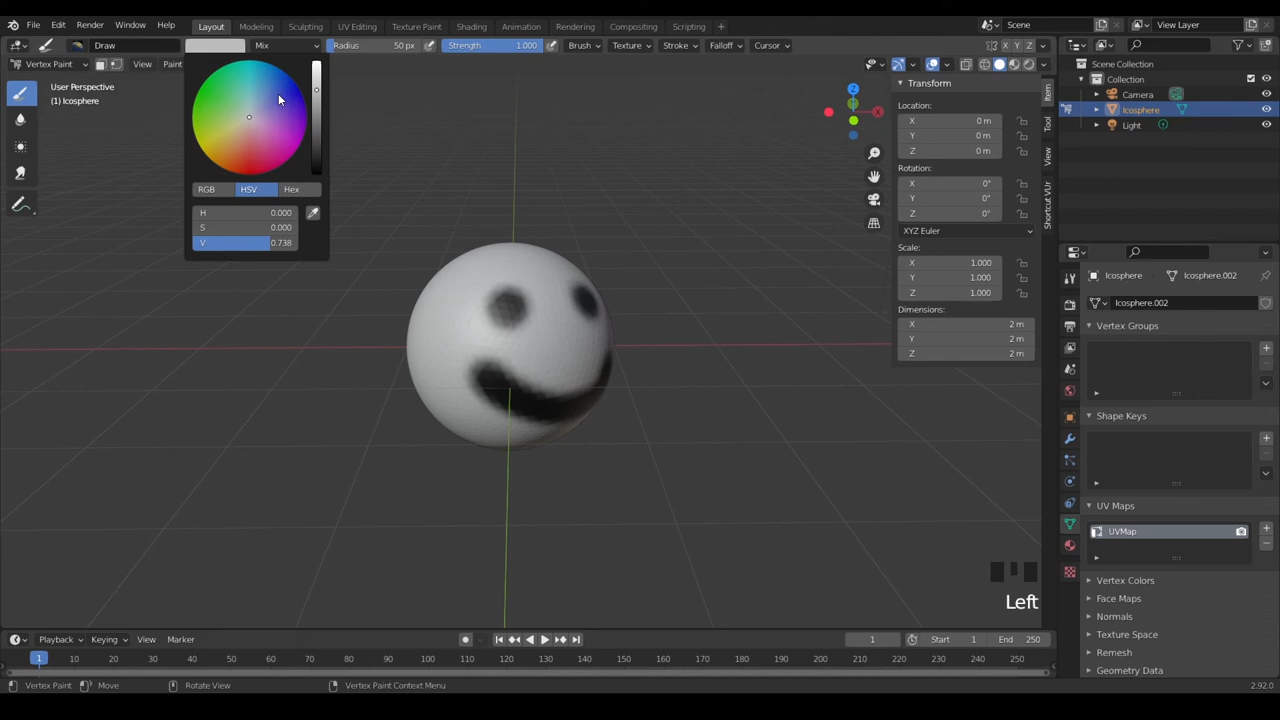 File Edit Render Window Help Layout Modeling Sculpting UV Editing Texture Paint Shading Animation Rendering Compositing Scripting Scene View Layer
Draw Mix Radius 50 px Strength 1.000 Brush Texture Stroke Falloff Cursor X Y Z
Vertex Paint View Paint
User Perspective
(1) Icosphere
RGB HSV Hex
H 0.000
S 0.000
V 0.738
Z
X
Transform
Location:
X 0 m
Y 0 m
Z 0 m
Rotation:
X 0°
Y 0°
Z 0°
XYZ Euler
Scale:
X 1.000
Y 1.000
Z 1.000
Dimensions:
X 2 m
Y 2 m
Z 2 m
Item
Tool
View
Shortcut VUr
Scene Collection
Collection
Camera
Icosphere
Light
Icosphere Icosphere.002
Icosphere.002
Vertex Groups
Shape Keys
UV Maps
UVMap
Vertex Colors
Face Maps
Normals
Texture Space
Remesh
Geometry Data
Left
Playback Keying View Marker 1 Start 1 End 250
1 10 20 30 40 50 60 70 80 90 100 110 120 130 140 150 160 170 180 190 200 210 220 230 240 250
Vertex Paint Move Rotate View Vertex Paint Context Menu 2.92.0